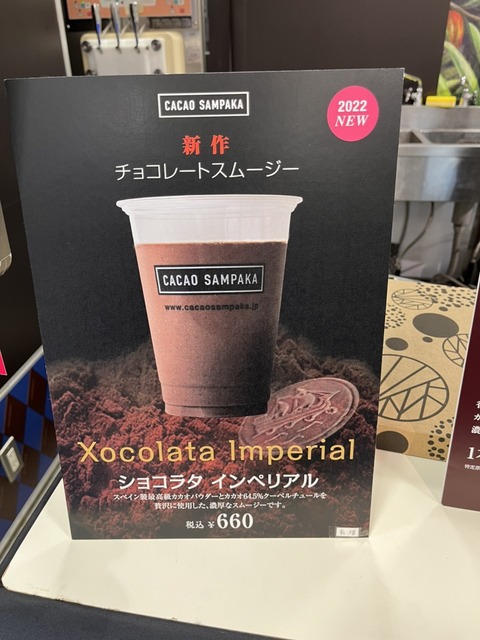 CACAO SAMPAKA
2022
NEW
新作
チョコレートスムージー
CACAO SAMPAKA
www.cacaosampaka.jp
Xocolata Imperial
ショコラタ インペリアル
スペイン製最高級カカオパウダーとカカオ64.5%クーベルチュールを
贅沢に使用した、濃厚なスムージーです。
税込 ¥660